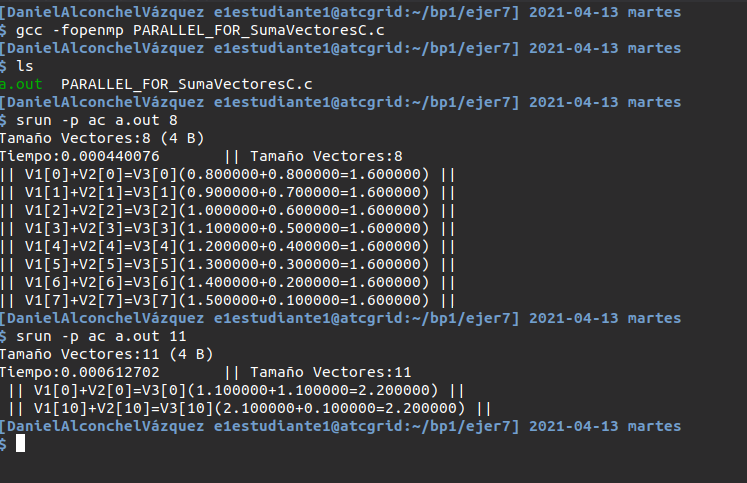 [DanielAlconchelVázquez e1estudiante1@atcgrid:~/bp1/ejer7] 2021-04-13 martes
$ gcc -fopenmp PARALLEL_FOR_SumaVectoresC.c
[DanielAlconchelVázquez e1estudiante1@atcgrid:~/bp1/ejer7] 2021-04-13 martes
$ ls
a.out  PARALLEL_FOR_SumaVectoresC.c
[DanielAlconchelVázquez e1estudiante1@atcgrid:~/bp1/ejer7] 2021-04-13 martes
$ srun -p ac a.out 8
Tamaño Vectores:8 (4 B)
Tiempo:0.000440076       || Tamaño Vectores:8
|| V1[0]+V2[0]=V3[0](0.800000+0.800000=1.600000) ||
|| V1[1]+V2[1]=V3[1](0.900000+0.700000=1.600000) ||
|| V1[2]+V2[2]=V3[2](1.000000+0.600000=1.600000) ||
|| V1[3]+V2[3]=V3[3](1.100000+0.500000=1.600000) ||
|| V1[4]+V2[4]=V3[4](1.200000+0.400000=1.600000) ||
|| V1[5]+V2[5]=V3[5](1.300000+0.300000=1.600000) ||
|| V1[6]+V2[6]=V3[6](1.400000+0.200000=1.600000) ||
|| V1[7]+V2[7]=V3[7](1.500000+0.100000=1.600000) ||
[DanielAlconchelVázquez e1estudiante1@atcgrid:~/bp1/ejer7] 2021-04-13 martes
$ srun -p ac a.out 11
Tamaño Vectores:11 (4 B)
Tiempo:0.000612702       || Tamaño Vectores:11
 || V1[0]+V2[0]=V3[0](1.100000+1.100000=2.200000) ||
 || V1[10]+V2[10]=V3[10](2.100000+0.100000=2.200000) ||
[DanielAlconchelVázquez e1estudiante1@atcgrid:~/bp1/ejer7] 2021-04-13 martes
$